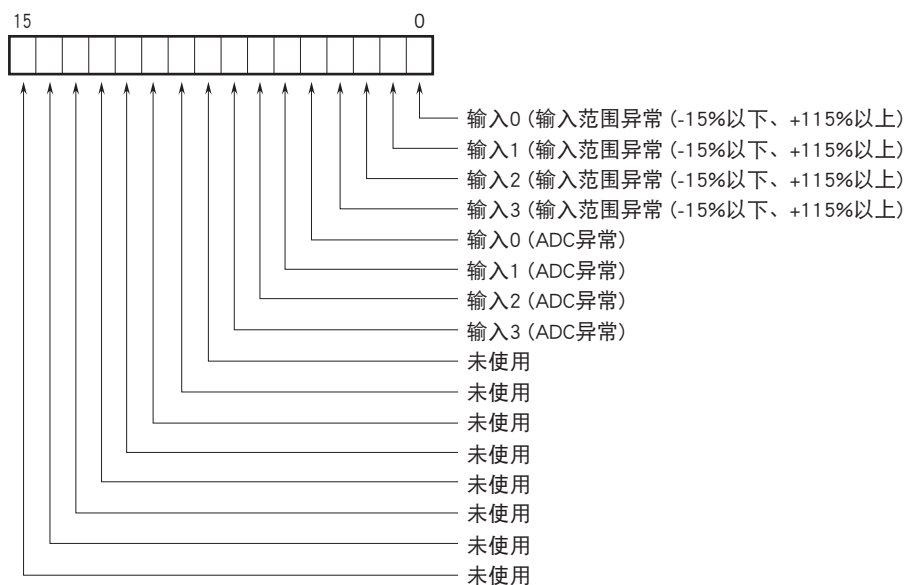 15 0
输入0 (输入范围异常 (-15%以下、+115%以上)
输入1 (输入范围异常 (-15%以下、+115%以上)
输入2 (输入范围异常 (-15%以下、+115%以上)
输入3 (输入范围异常 (-15%以下、+115%以上)
输入0 (ADC异常)
输入1 (ADC异常)
输入2 (ADC异常)
输入3 (ADC异常)
未使用
未使用
未使用
未使用
未使用
未使用
未使用
未使用